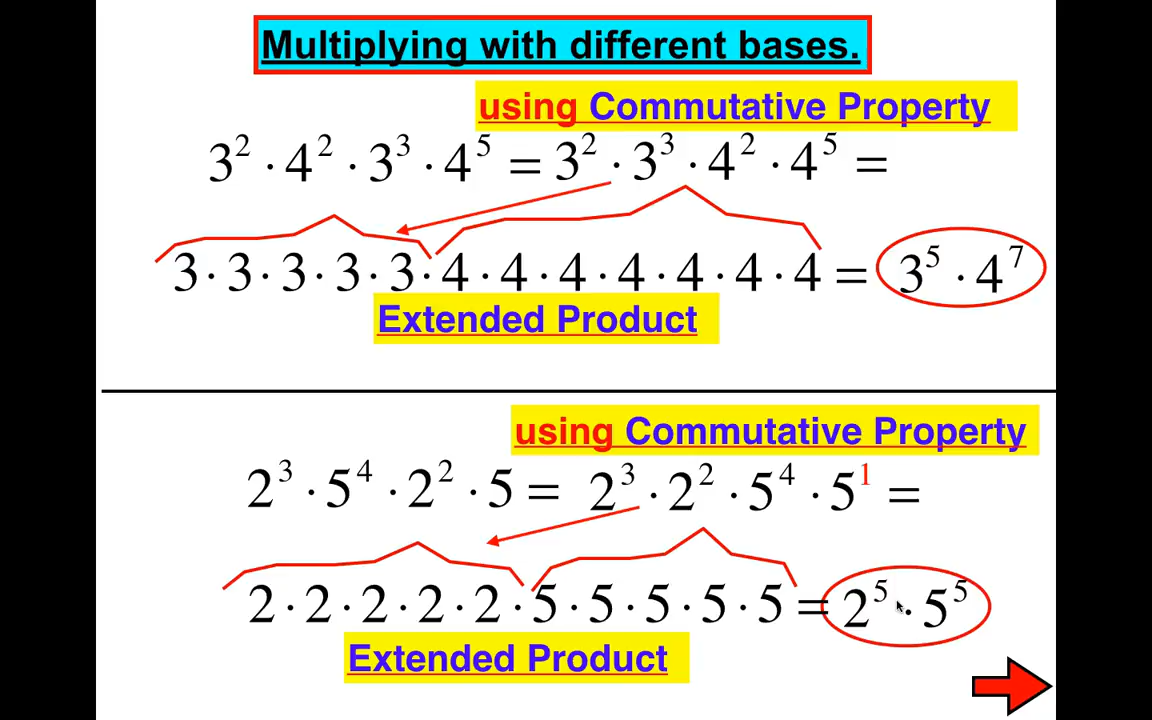 Multiplying with different bases.
using Commutative Property
3² · 4² · 3³ · 4⁵ = 3² · 3³ · 4² · 4⁵ =
3 · 3 · 3 · 3 · 3 · 4 · 4 · 4 · 4 · 4 · 4 · 4 = 3⁵ · 4⁷
Extended Product
using Commutative Property
2³ · 5⁴ · 2² · 5 = 2³ · 2² · 5⁴ · 5¹ =
2 · 2 · 2 · 2 · 2 · 5 · 5 · 5 · 5 · 5 = 2⁵ · 5⁵
Extended Product